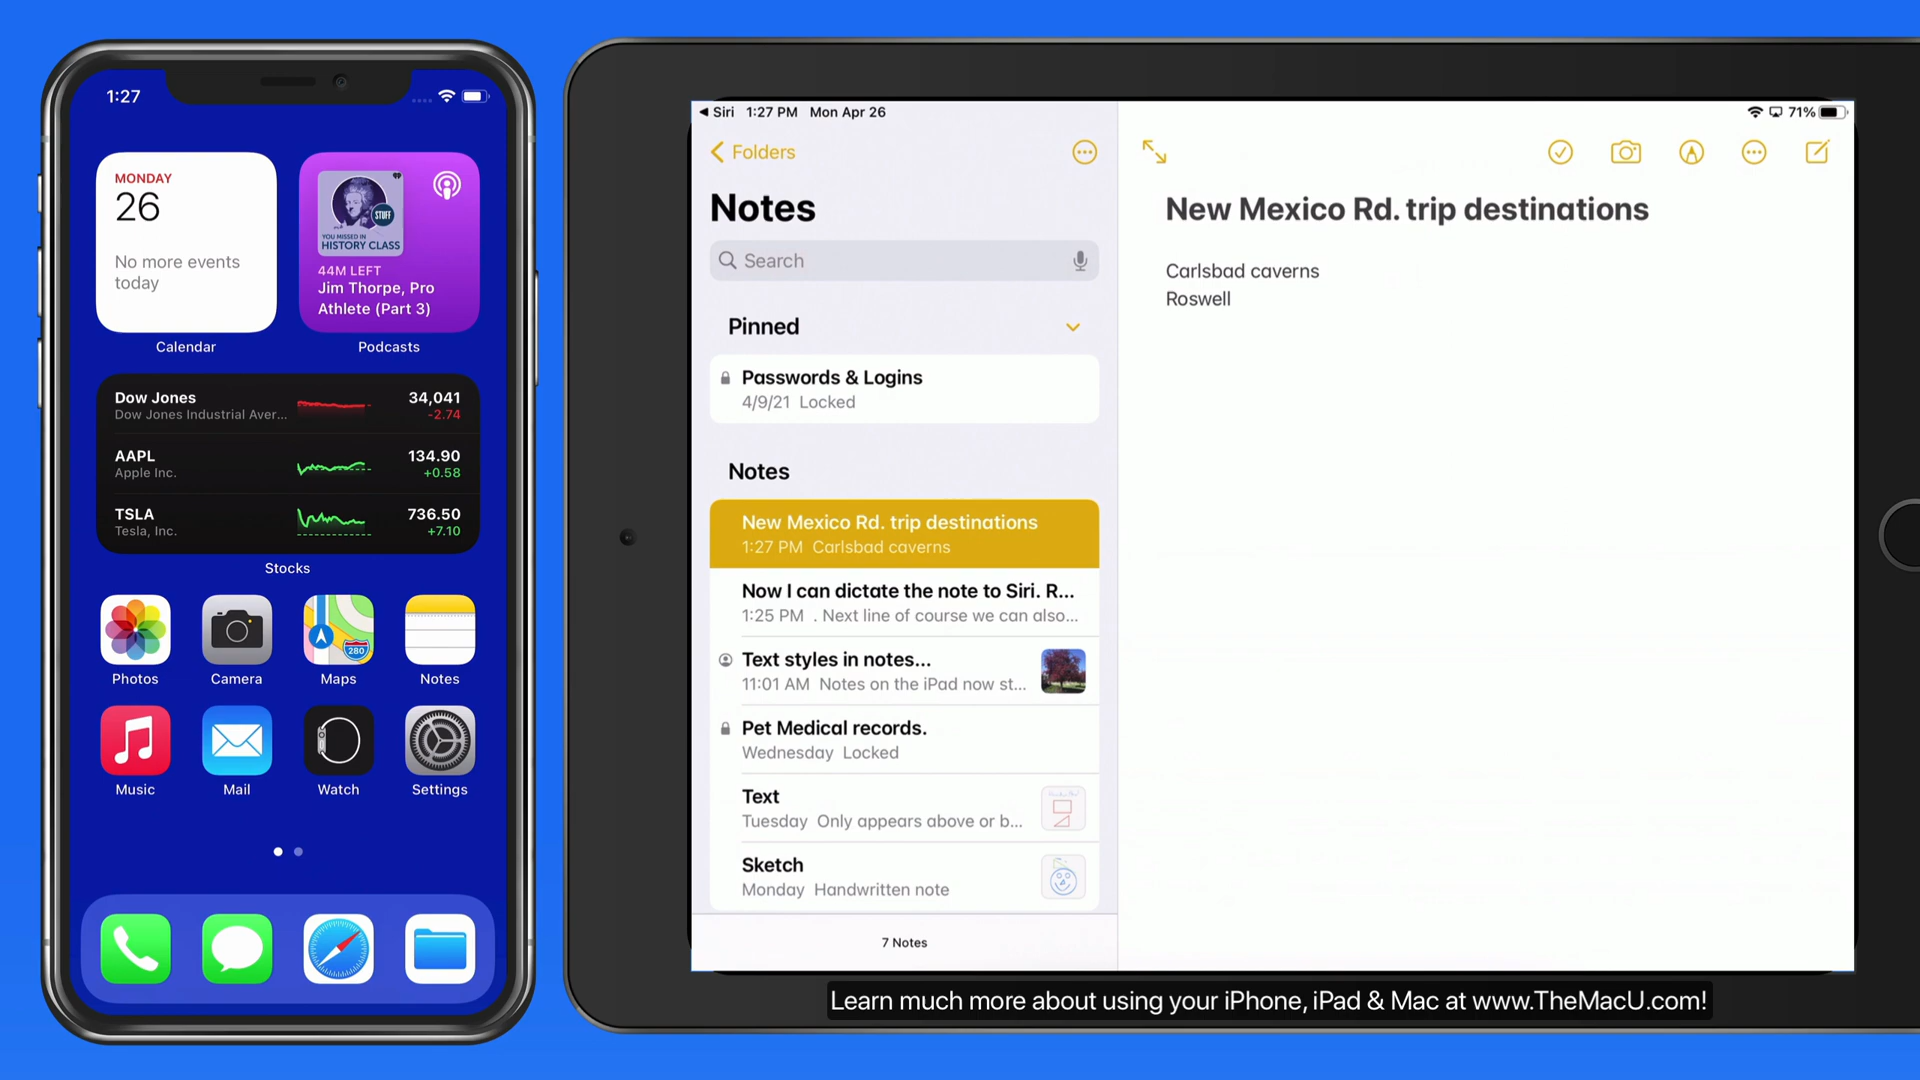 1:27
MONDAY
26
No more events
today
Calendar
STUFF
YOU MISSED IN
HISTORY CLASS
44M LEFT
Jim Thorpe, Pro
Athlete (Part 3)
Podcasts
Dow Jones
Dow Jones Industrial Aver...
34,041
-2.74
AAPL
Apple Inc.
134.90
+0.58
TSLA
Tesla, Inc.
736.50
+7.10
Stocks
280
Photos
Camera
Maps
Notes
Music
Mail
Watch
Settings
Siri 1:27 PM Mon Apr 26
71%
Folders
Notes
Search
Pinned
Passwords & Logins
4/9/21 Locked
Notes
New Mexico Rd. trip destinations
1:27 PM Carlsbad caverns
Now I can dictate the note to Siri. R...
1:25 PM . Next line of course we can also...
Text styles in notes...
11:01 AM Notes on the iPad now st...
Pet Medical records.
Wednesday Locked
Text
Tuesday Only appears above or b...
Sketch
Monday Handwritten note
7 Notes
New Mexico Rd. trip destinations
Carlsbad caverns
Roswell
Learn much more about using your iPhone, iPad & Mac at www.TheMacU.com!